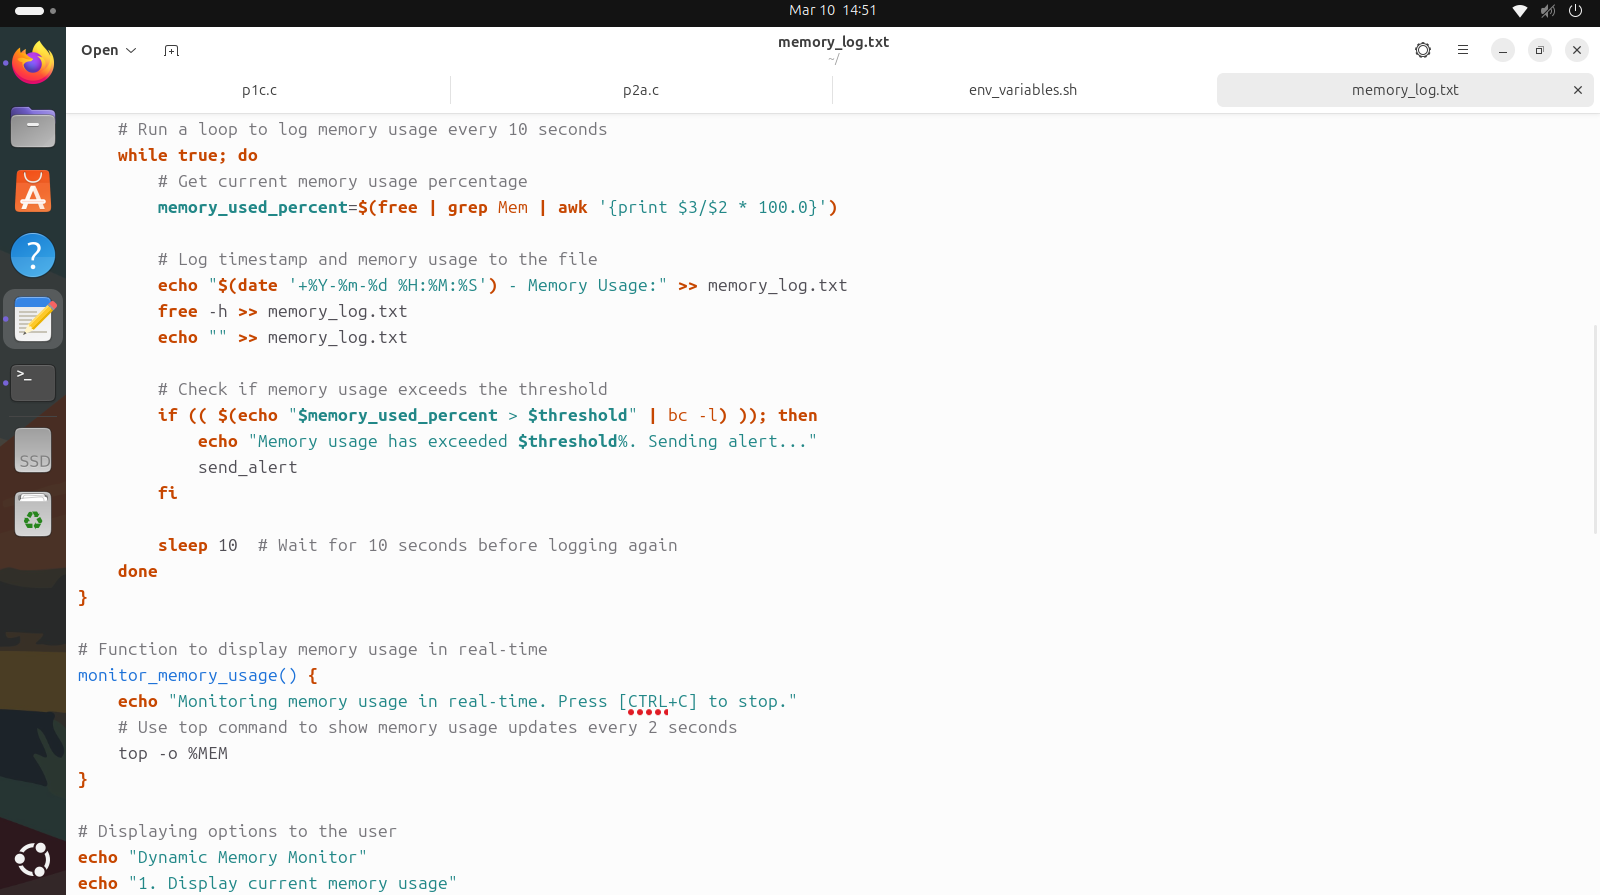 Mar 10 14:51
Open
memory_log.txt
~/
p1c.c
p2a.c
env_variables.sh
memory_log.txt
# Run a loop to log memory usage every 10 seconds
while true; do
# Get current memory usage percentage
memory_used_percent=$(free | grep Mem | awk '{print $3/$2 * 100.0}')
# Log timestamp and memory usage to the file
echo "$(date '+%Y-%m-%d %H:%M:%S') - Memory Usage:" >> memory_log.txt
free -h >> memory_log.txt
echo "" >> memory_log.txt
# Check if memory usage exceeds the threshold
if (( $(echo "$memory_used_percent > $threshold" | bc -l) )); then
echo "Memory usage has exceeded $threshold%. Sending alert..."
send_alert
fi
sleep 10  # Wait for 10 seconds before logging again
done
}
# Function to display memory usage in real-time
monitor_memory_usage() {
echo "Monitoring memory usage in real-time. Press [CTRL+C] to stop."
# Use top command to show memory usage updates every 2 seconds
top -o %MEM
}
# Displaying options to the user
echo "Dynamic Memory Monitor"
echo "1. Display current memory usage"
SSD